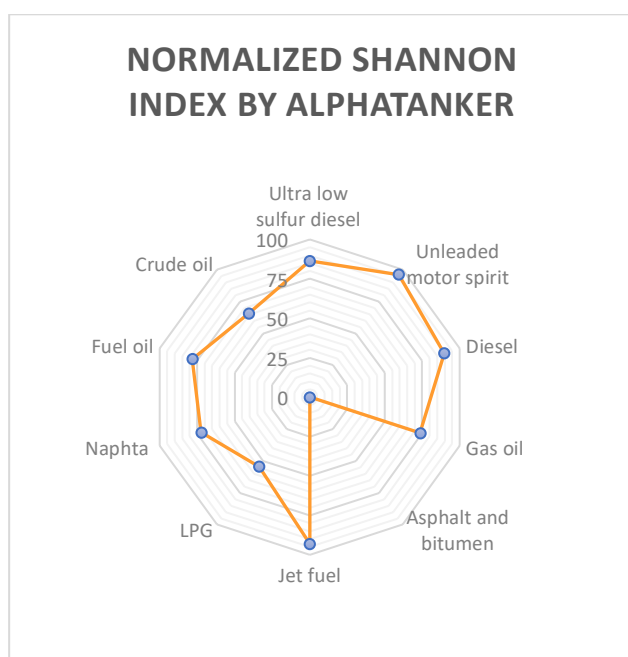 NORMALIZED SHANNON
INDEX BY ALPHATANKER
Ultra low
sulfur diesel
100
Unleaded
motor spirit
Crude oil
75
50
Fuel oil
Diesel
25
0
Naphta
Gas oil
LPG
Asphalt and
bitumen
Jet fuel